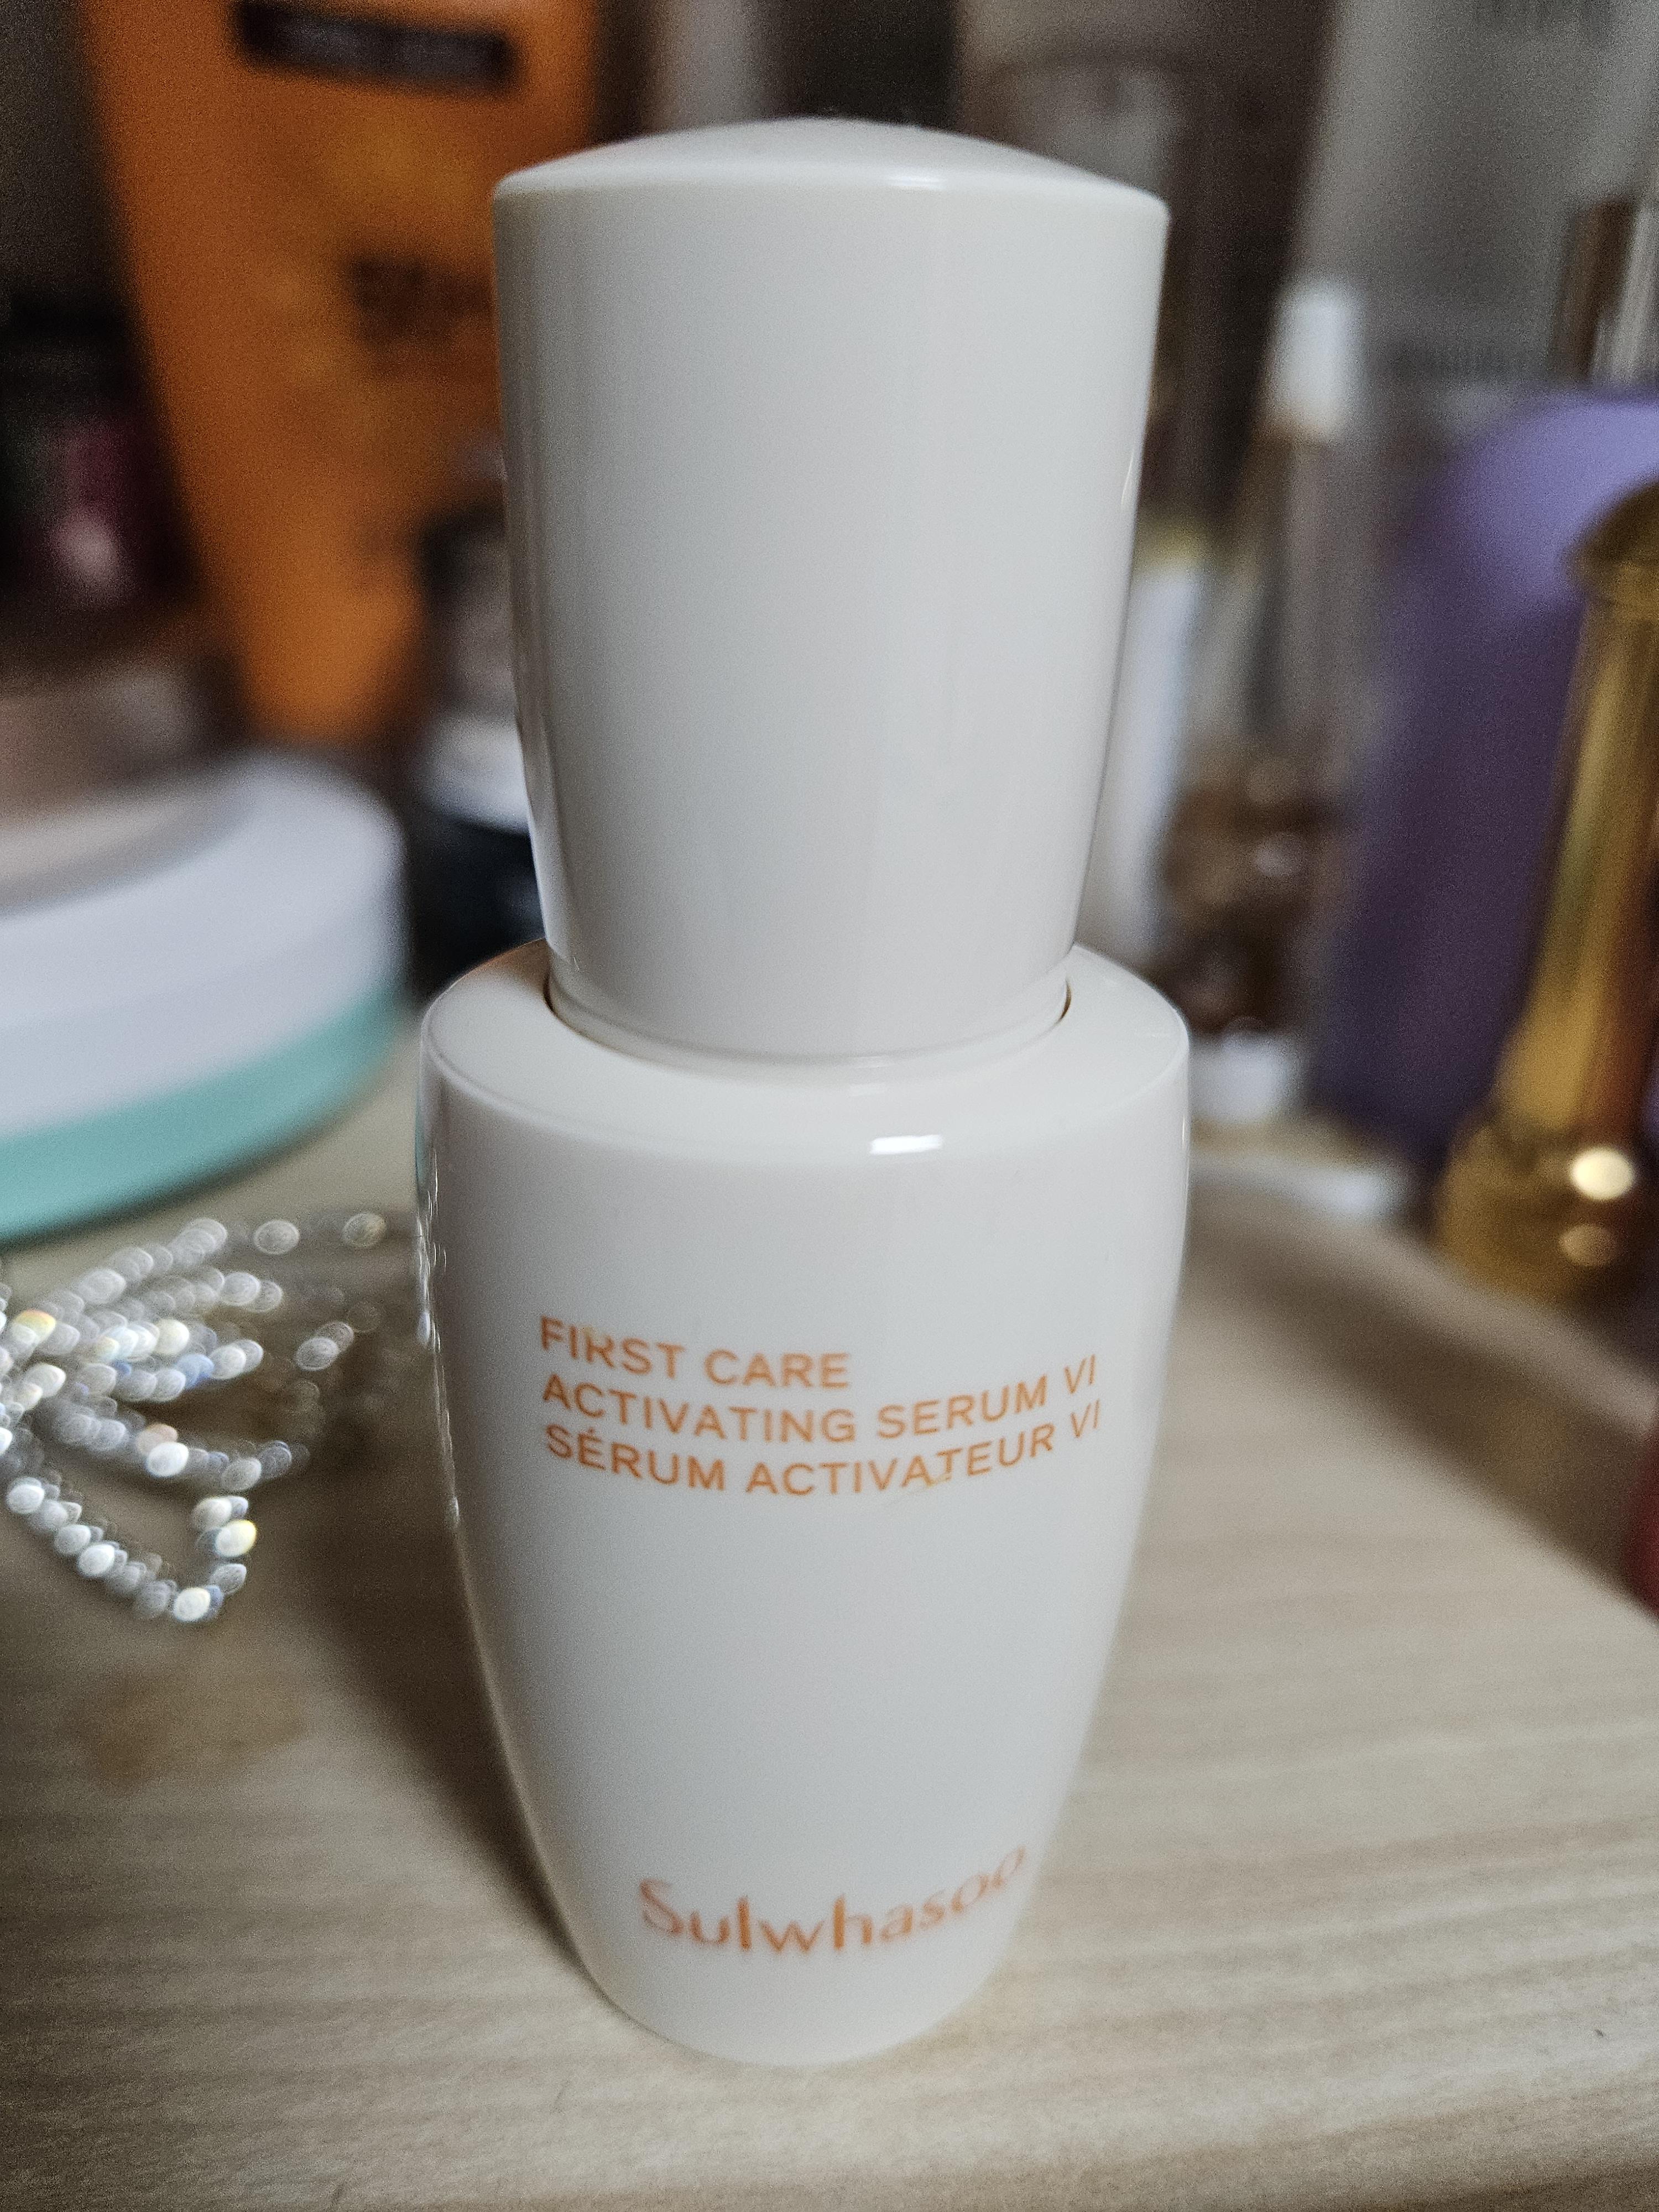 FIRST CARE
ACTIVATING SERUM VI
SÉRUM ACTIVATEUR VI
Sulwhasoo